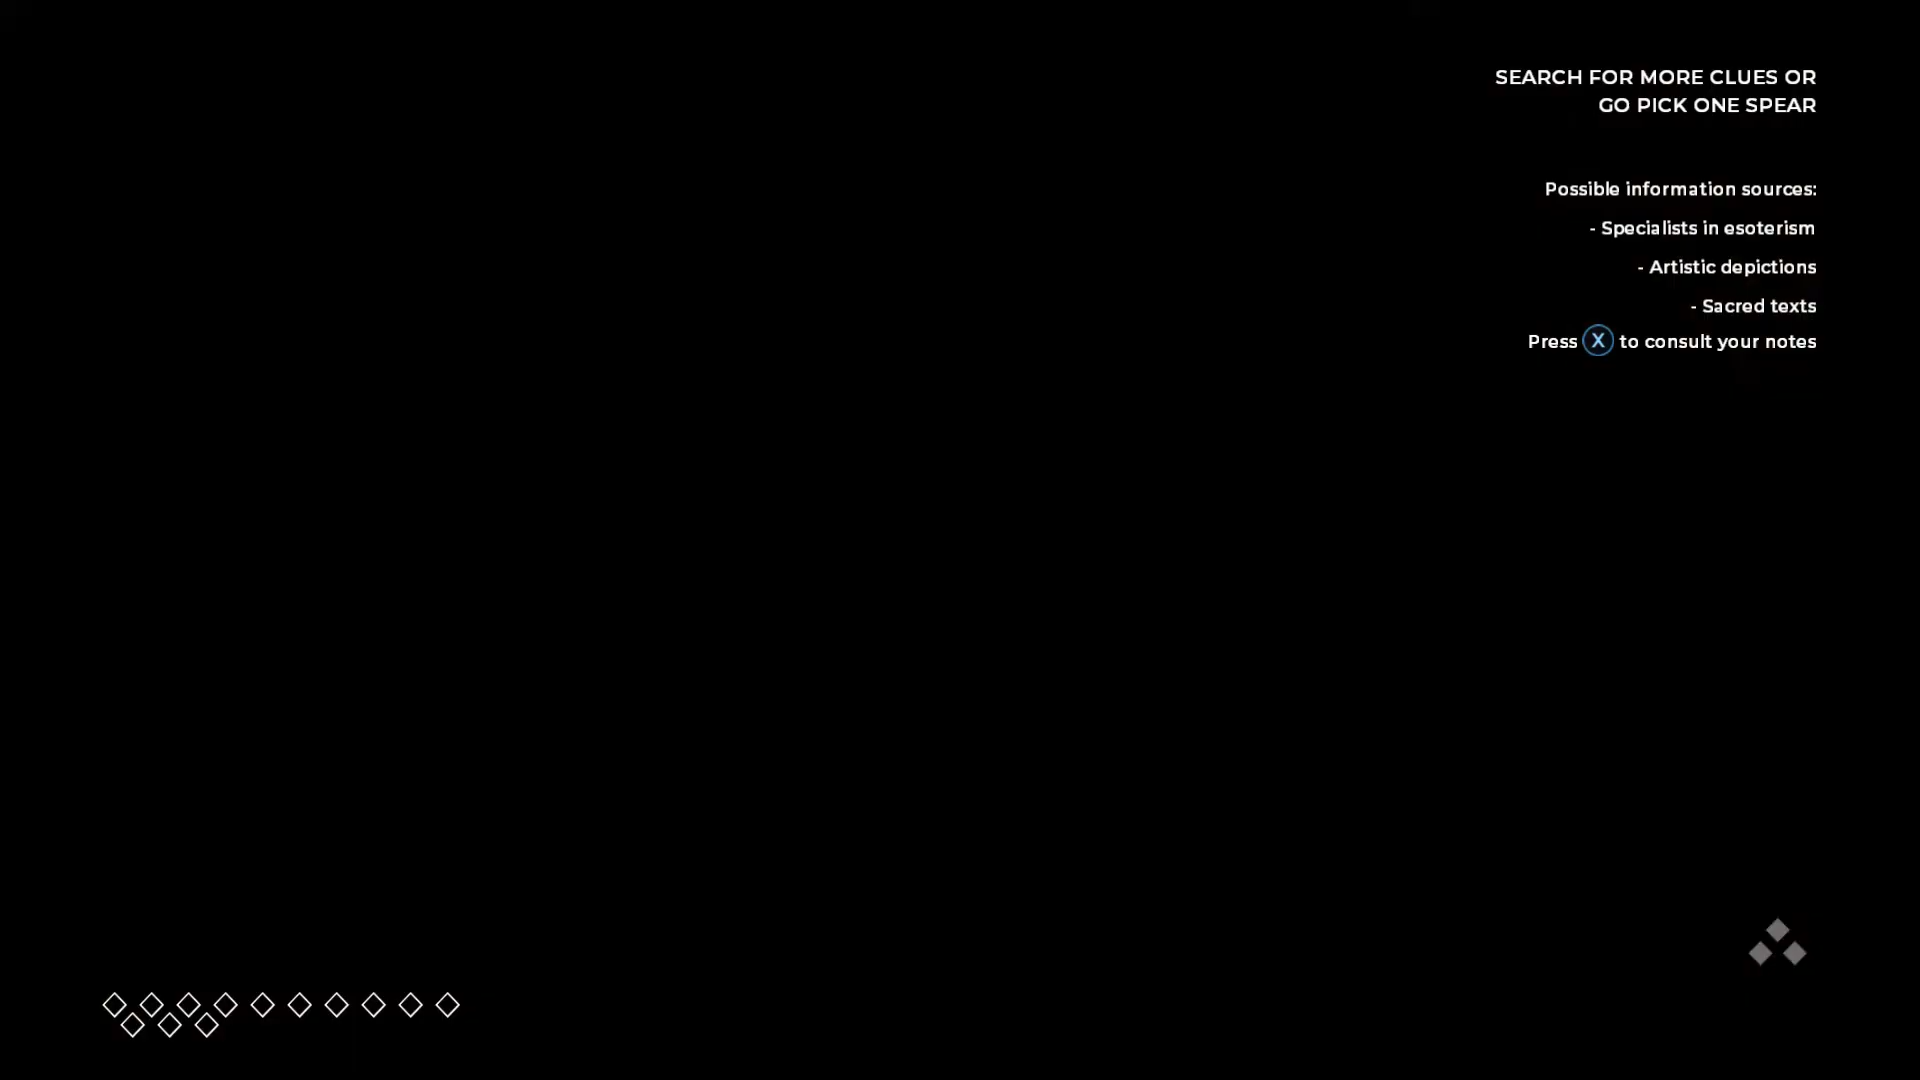 SEARCH FOR MORE CLUES OR
GO PICK ONE SPEAR
Possible information sources:
- Specialists in esoterism
- Artistic depictions
- Sacred texts
Press X to consult your notes